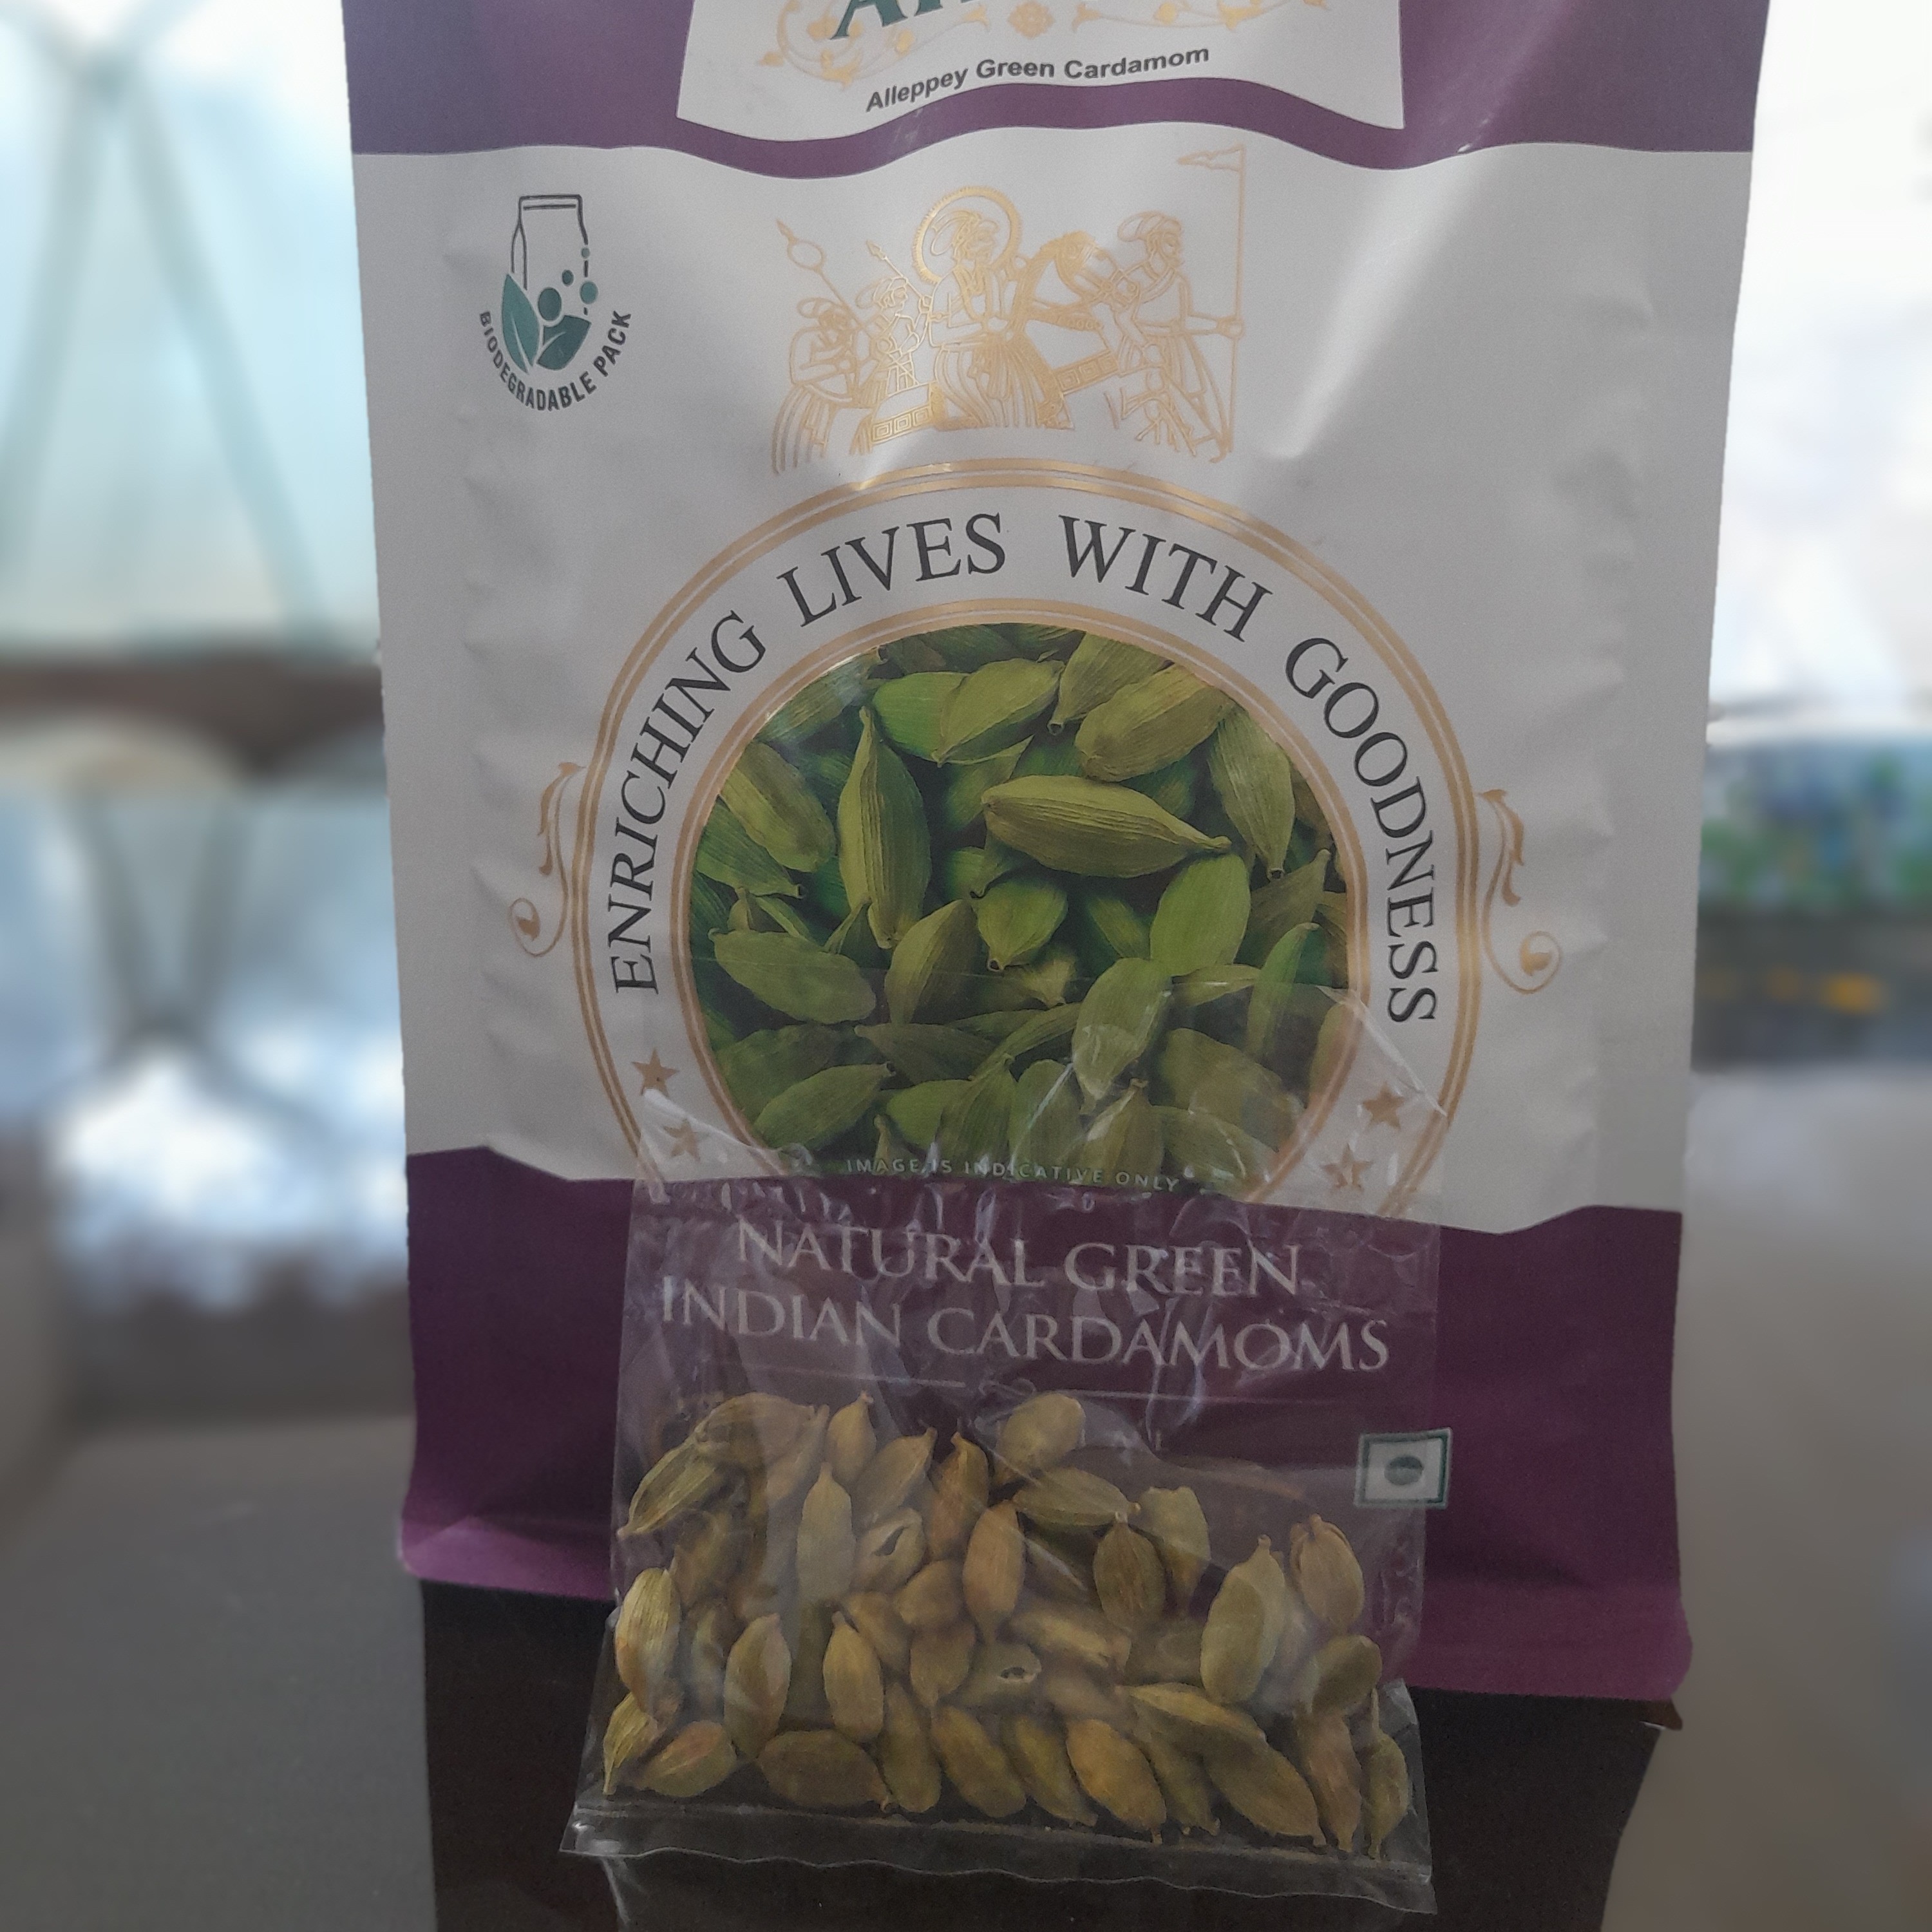 Alleppey Green Cardamom
BIODEGRADABLE PACK
ENRICHING LIVES WITH GOODNESS
IMAGE IS INDICATIVE ONLY
NATURAL GREEN
INDIAN CARDAMOMS